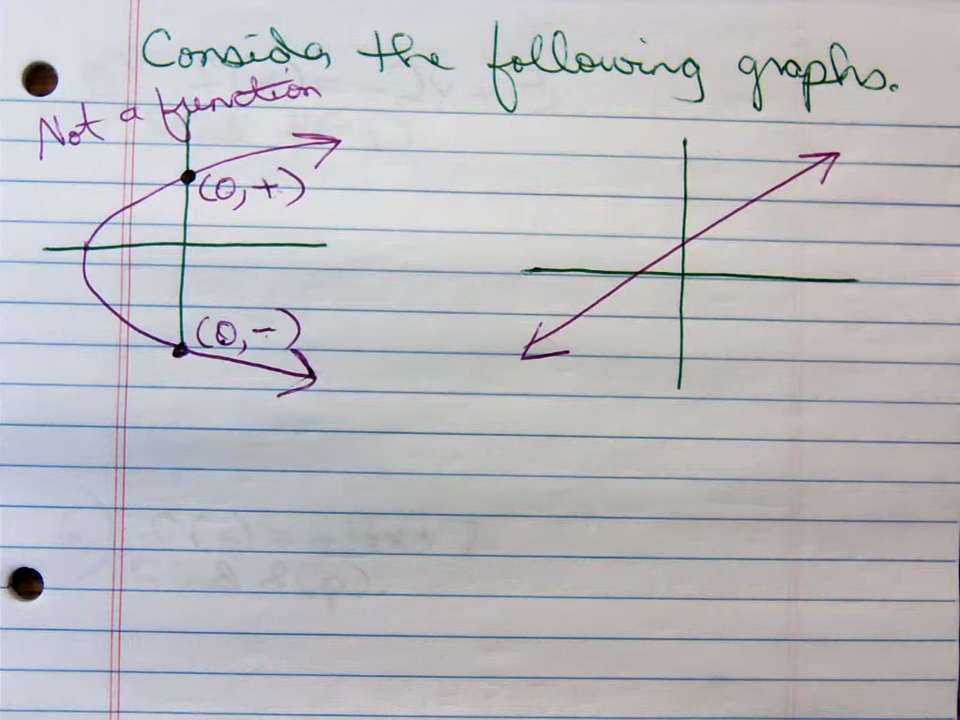 Consider the following graphs.
Not a function
(0,+)
(0,-)